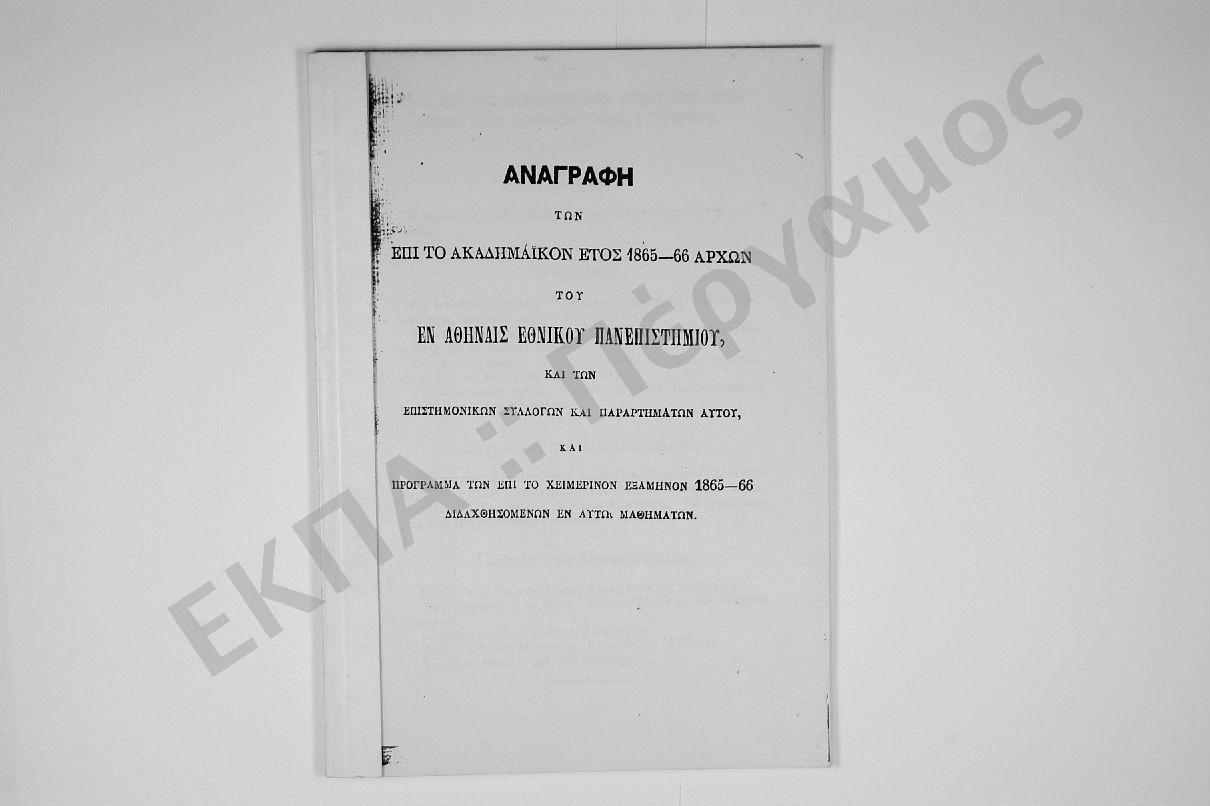 ΑΝΑΓΡΑΦΗ
ΤΩΝ
ΕΠΙ ΤΟ ΑΚΑΔΗΜΑΪΚΟΝ ΕΤΟΣ 1865—66 ΑΡΧΩΝ
ΤΟΥ
ΕΝ ΑΘΗΝΑΙΣ ΕΘΝΙΚΟΥ ΠΑΝΕΠΙΣΤΗΜΙΟΥ,
ΚΑΙ ΤΩΝ
ΕΠΙΣΤΗΜΟΝΙΚΩΝ ΣΥΛΛΟΓΩΝ ΚΑΙ ΠΑΡΑΡΤΗΜΑΤΩΝ ΑΥΤΟΥ,
ΚΑΙ
ΠΡΟΓΡΑΜΜΑ ΤΩΝ ΕΠΙ ΤΟ ΧΕΙΜΕΡΙΝΟΝ ΕΞΑΜΗΝΟΝ 1865—66
ΔΙΔΑΧΘΗΣΟΜΕΝΩΝ ΕΝ ΑΥΤΩι ΜΑΘΗΜΑΤΩΝ.
ΕΚΠΑ :: Πέργαμος